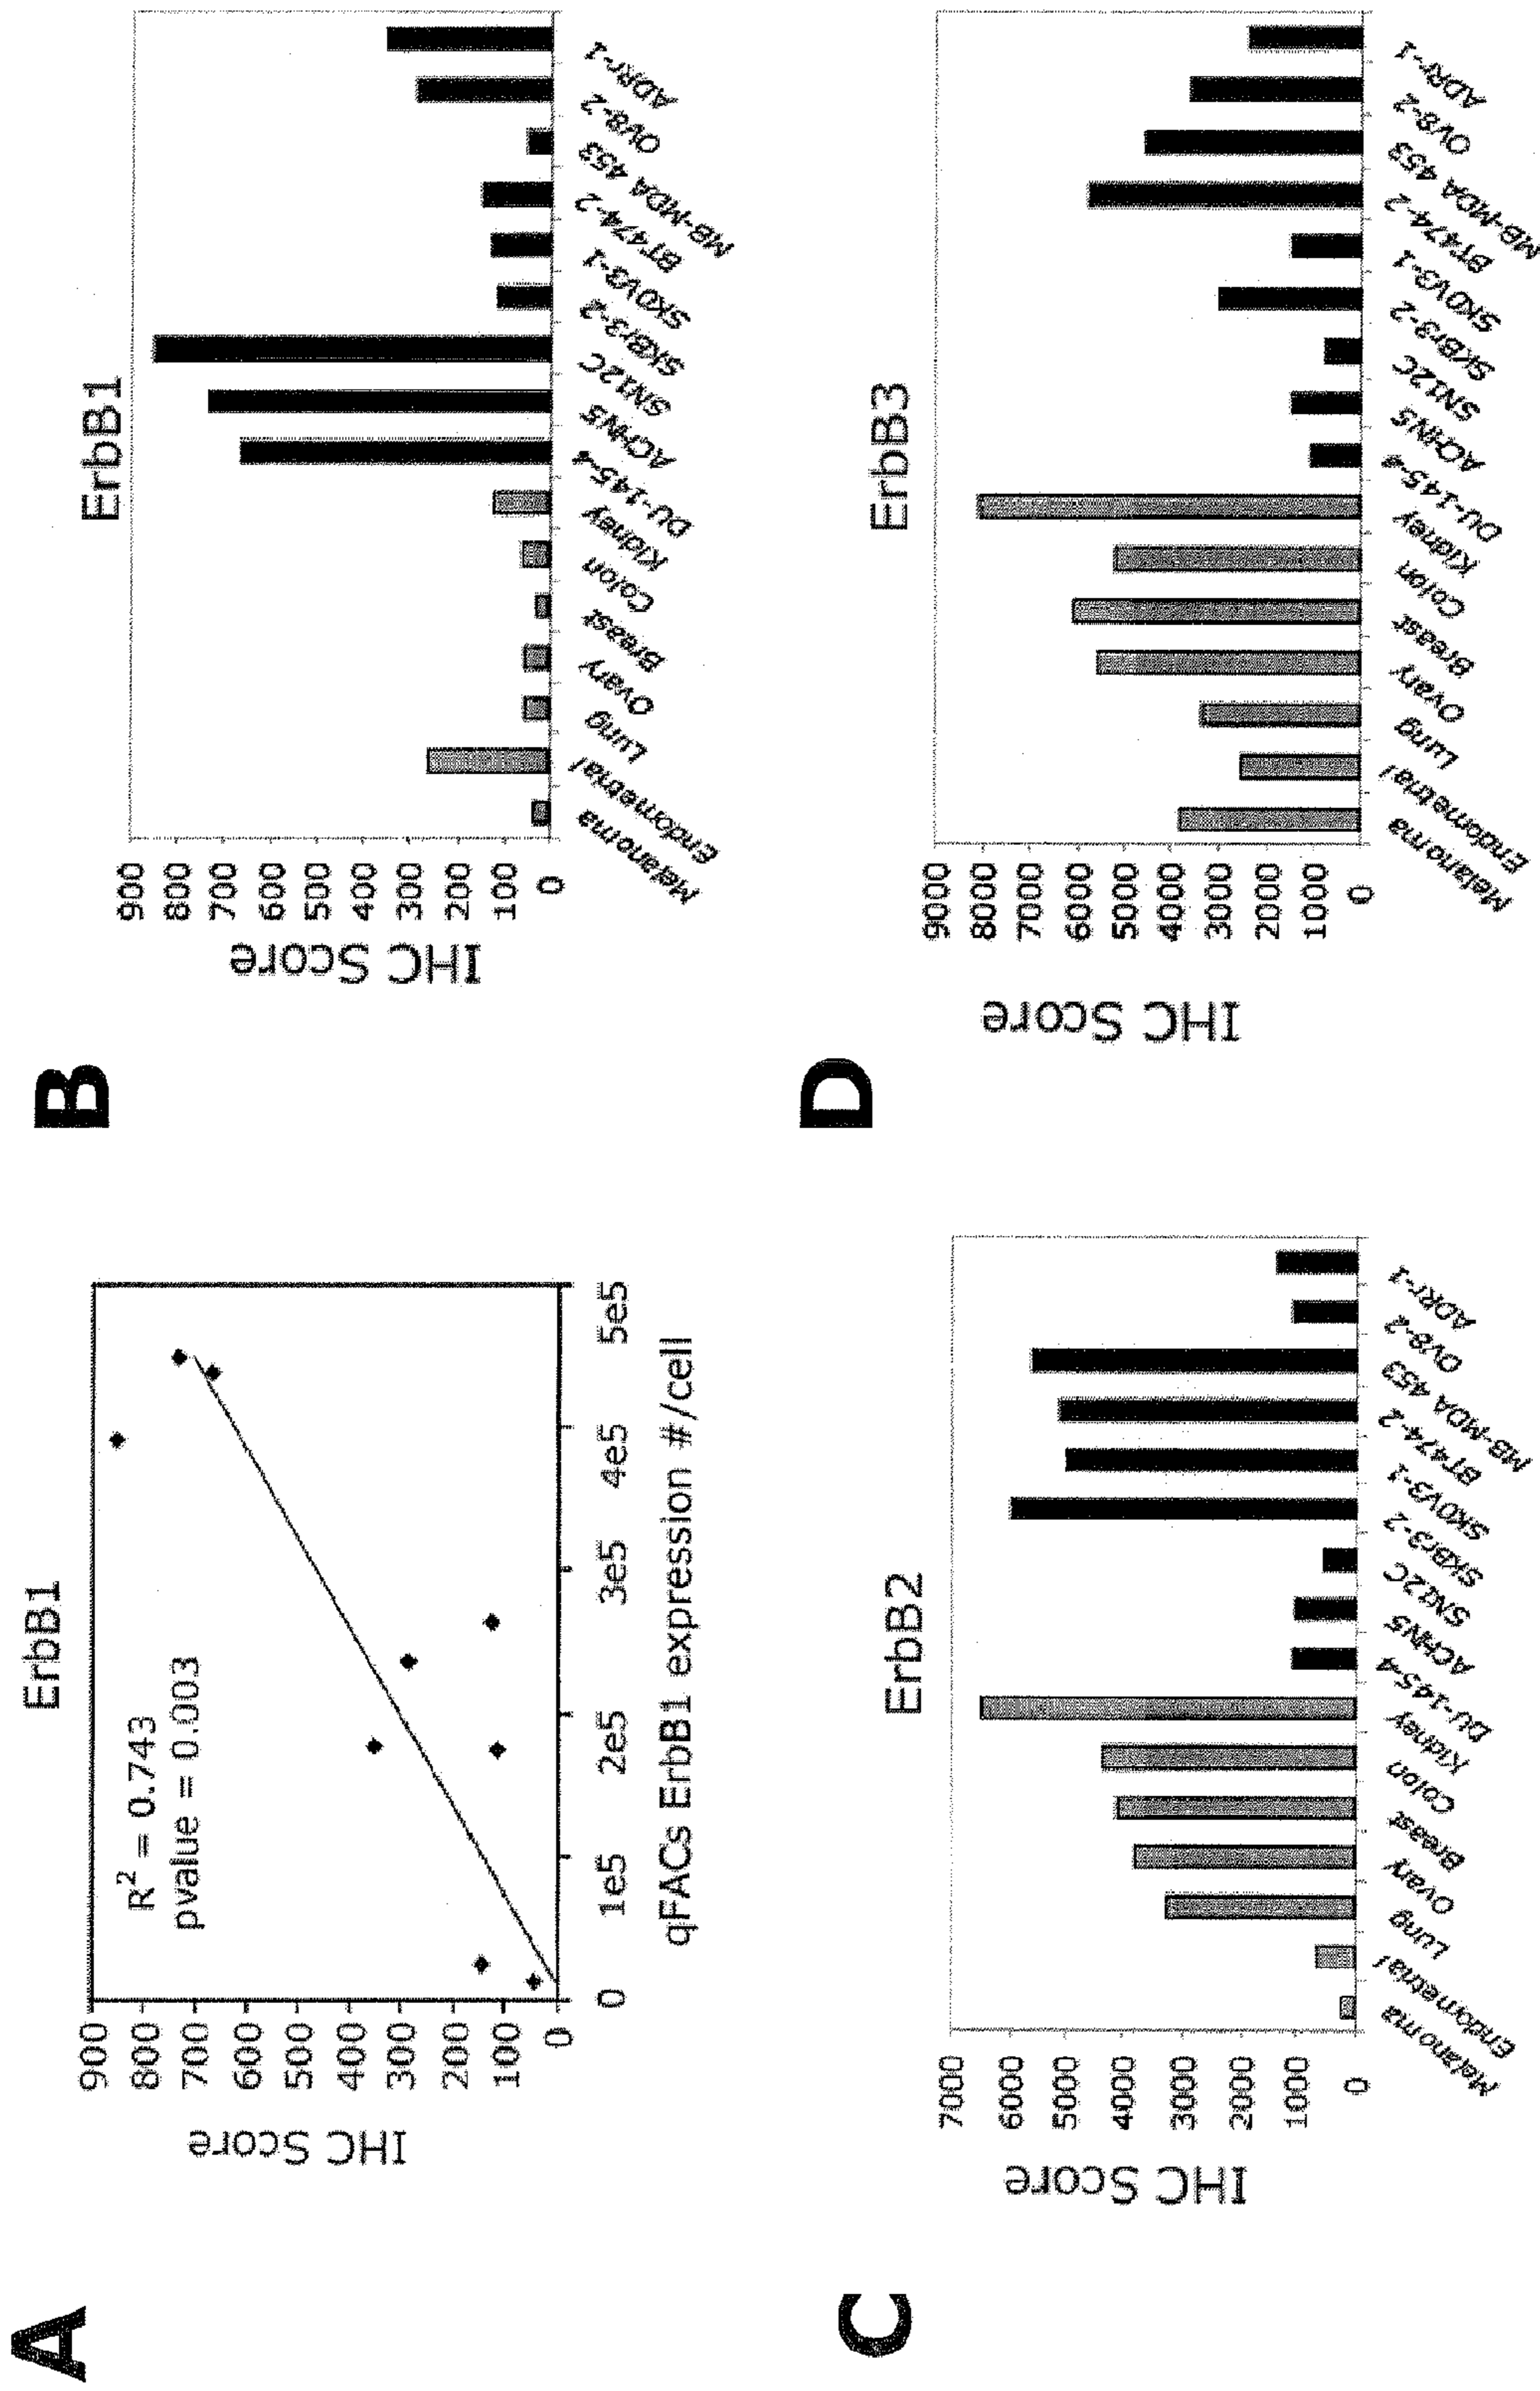 A
ErbB1
R² = 0.743
pvalue = 0.003
IHC Score
900
800
700
600
500
400
300
200
100
0
0
1e5
2e5
3e5
4e5
5e5
qFACs ErbB1 expression #/cell
B
ErbB1
IHC Score
900
800
700
600
500
400
300
200
100
0
Melanoma
Endometrial
Lung
Ovary
Breast
Colon
Kidney
DU-145-4
ACHN5
SN12C
SKBr3-2
SKOV3-1
BT474-2
MB-MDA 453
OV8-2
ADRr-1
C
ErbB2
IHC Score
7000
6000
5000
4000
3000
2000
1000
0
Melanoma
Endometrial
Lung
Ovary
Breast
Colon
Kidney
DU-145-4
ACHN5
SN12C
SKBr3-2
SKOV3-1
BT474-2
MB-MDA 453
OV8-2
ADRr-1
D
ErbB3
IHC Score
9000
8000
7000
6000
5000
4000
3000
2000
1000
0
Melanoma
Endometrial
Lung
Ovary
Breast
Colon
Kidney
DU-145-4
ACHN5
SN12C
SKBr3-2
SKOV3-1
BT474-2
MB-MDA 453
OV8-2
ADRr-1